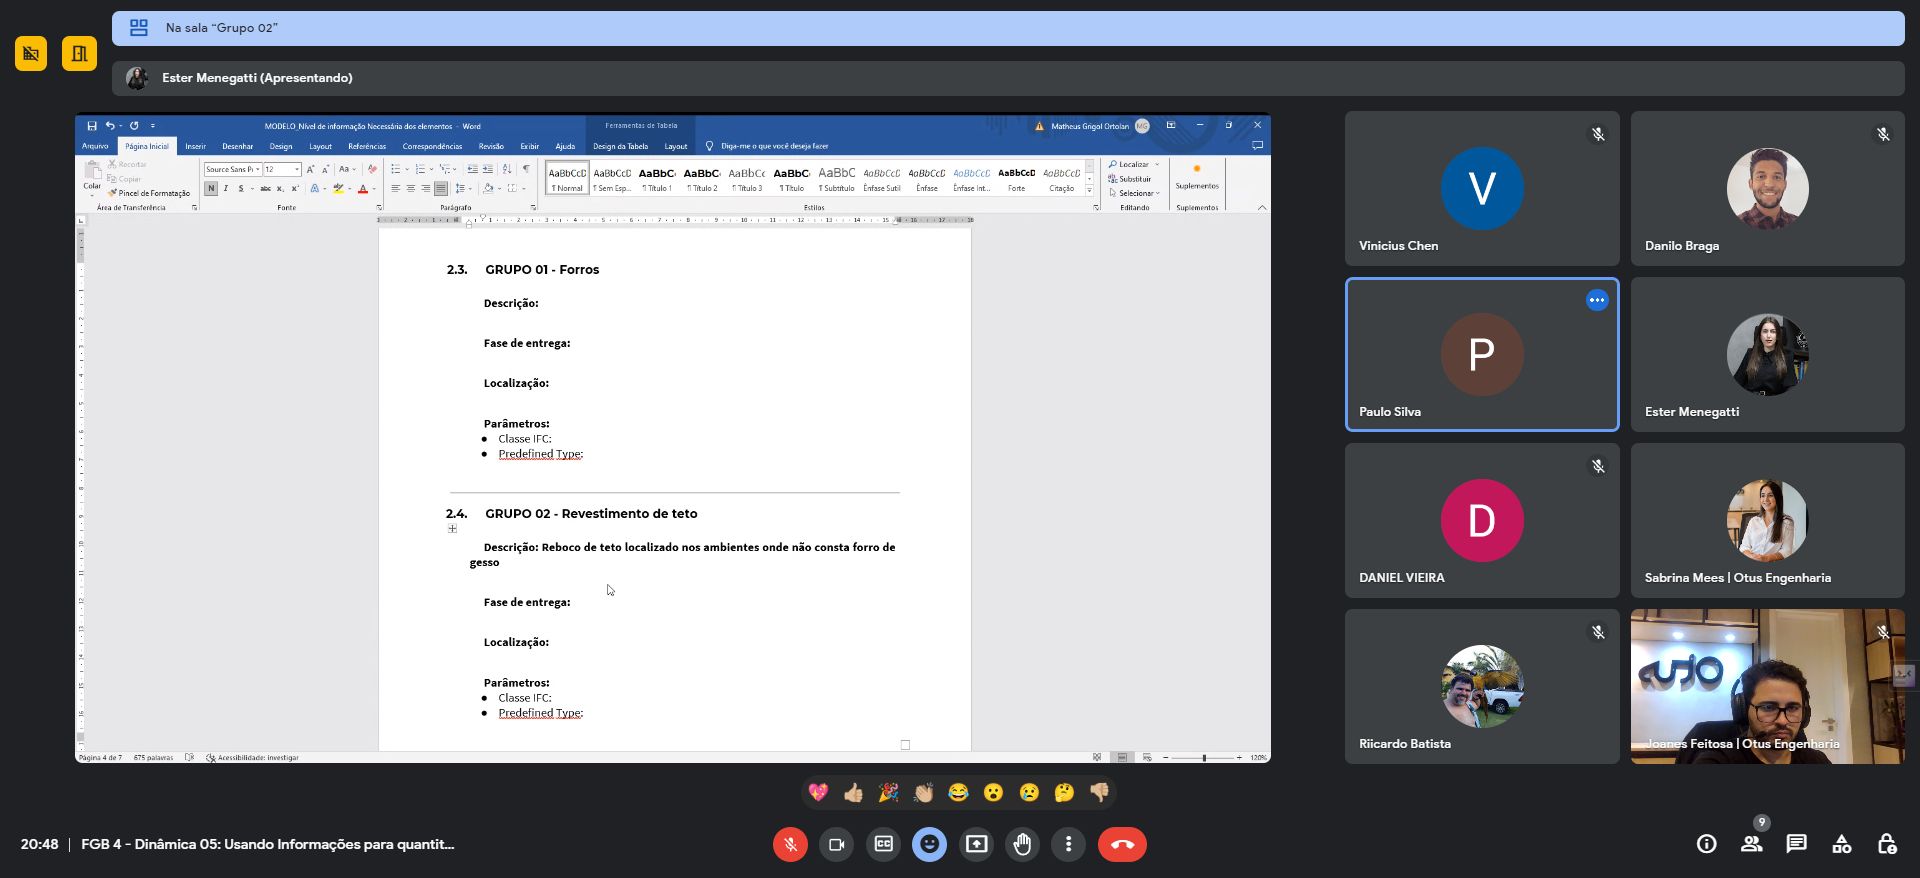 Na sala “Grupo 02”
Ester Menegatti (Apresentando)
MODELO_Nível de informação Necessária dos elementos - Word
Ferramentas de Tabela
Matheus Grigol Ortolan
MG
Arquivo Página Inicial Inserir Desenhar Design Layout Referências Correspondências Revisão Exibir Ajuda Design da Tabela Layout Diga-me o que você deseja fazer
Colar
Recortar
Copiar
Pincel de Formatação
Área de Transferência
Source Sans P 12
Fonte
Parágrafo
AaBbCcD AaBbCcD AaBbC AaBbC AaBbCc AaBbC AaBbC AaBbCcD AaBbCcD AaBbCcD AaBbCcD AaBbCcD
¶ Normal ¶ Sem Esp... ¶ Título 1 ¶ Título 2 ¶ Título 3 ¶ Título ¶ Subtítulo Ênfase Sutil Ênfase Ênfase Int... Forte Citação
Estilos
Localizar
Substituir
Selecionar
Editando
Suplementos
Suplementos
2.3. GRUPO 01 - Forros
Descrição:
Fase de entrega:
Localização:
Parâmetros:
● Classe IFC:
● Predefined Type:
2.4. GRUPO 02 - Revestimento de teto
Descrição: Reboco de teto localizado nos ambientes onde não consta forro de
gesso
Fase de entrega:
Localização:
Parâmetros:
● Classe IFC:
● Predefined Type:
Página 4 de 7 675 palavras Acessibilidade: investigar 120%
V
Vinicius Chen
Danilo Braga
P
Paulo Silva
Ester Menegatti
D
DANIEL VIEIRA
Sabrina Mees | Otus Engenharia
Riicardo Batista
Joanes Feitosa | Otus Engenharia
20:48 | FGB 4 - Dinâmica 05: Usando Informações para quantit...
9